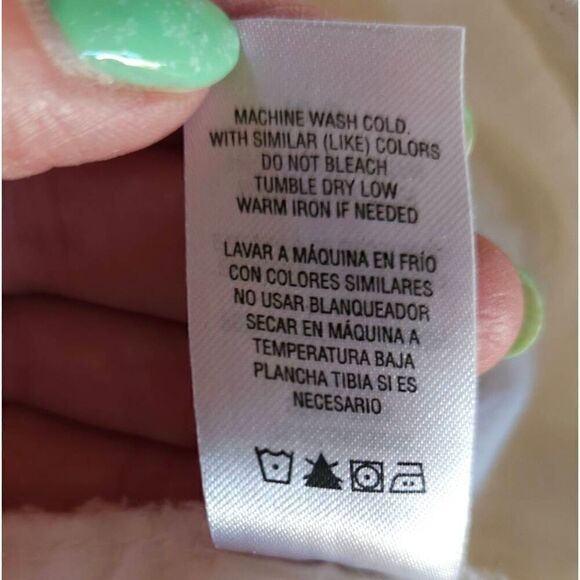 MACHINE WASH COLD.
WITH SIMILAR (LIKE) COLORS
DO NOT BLEACH
TUMBLE DRY LOW
WARM IRON IF NEEDED
LAVAR A MÁQUINA EN FRÍO
CON COLORES SIMILARES
NO USAR BLANQUEADOR
SECAR EN MÁQUINA A
TEMPERATURA BAJA
PLANCHA TIBIA SI ES
NECESARIO